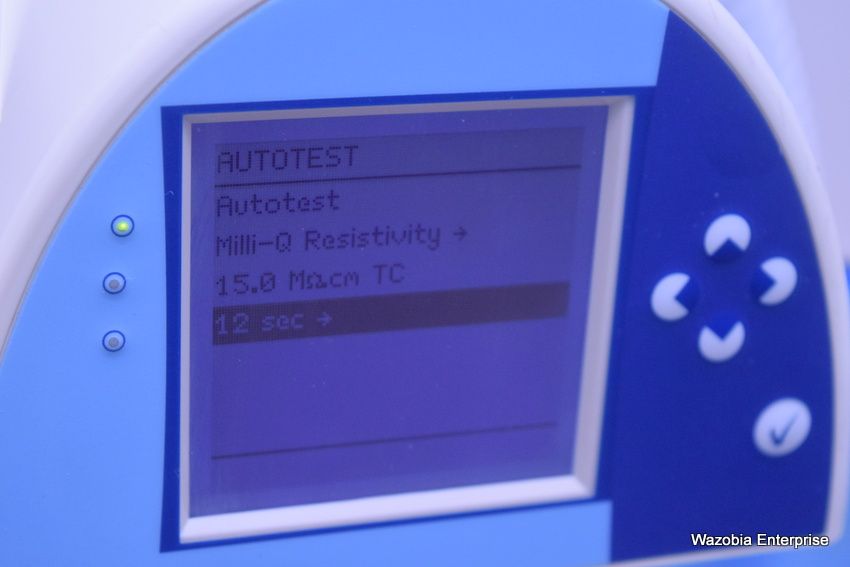 AUTOTEST
Autotest
Milli-Q Resistivity →
15.0 MΩcm TC
12 sec →
Wazobia Enterprise